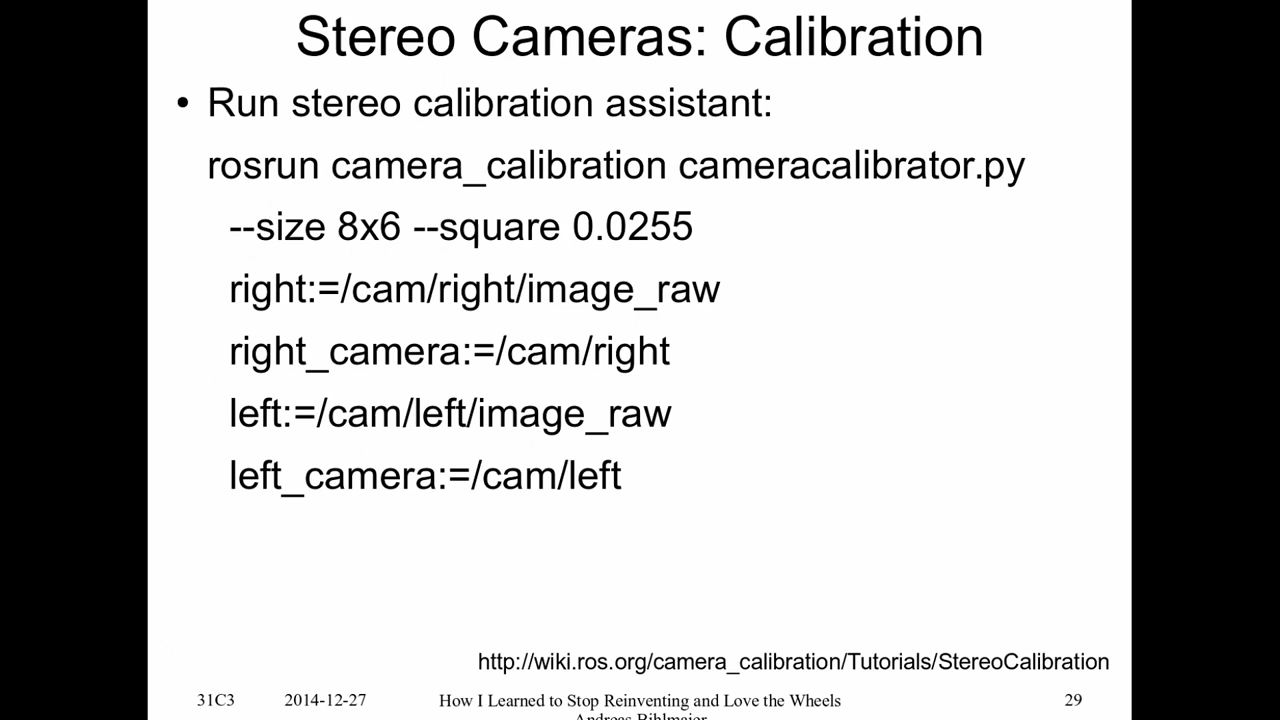 Stereo Cameras: Calibration
• Run stereo calibration assistant:
rosrun camera_calibration cameracalibrator.py
--size 8x6 --square 0.0255
right:=/cam/right/image_raw
right_camera:=/cam/right
left:=/cam/left/image_raw
left_camera:=/cam/left
http://wiki.ros.org/camera_calibration/Tutorials/StereoCalibration
31C3 2014-12-27 How I Learned to Stop Reinventing and Love the Wheels 29
Andreas Bihlmaier